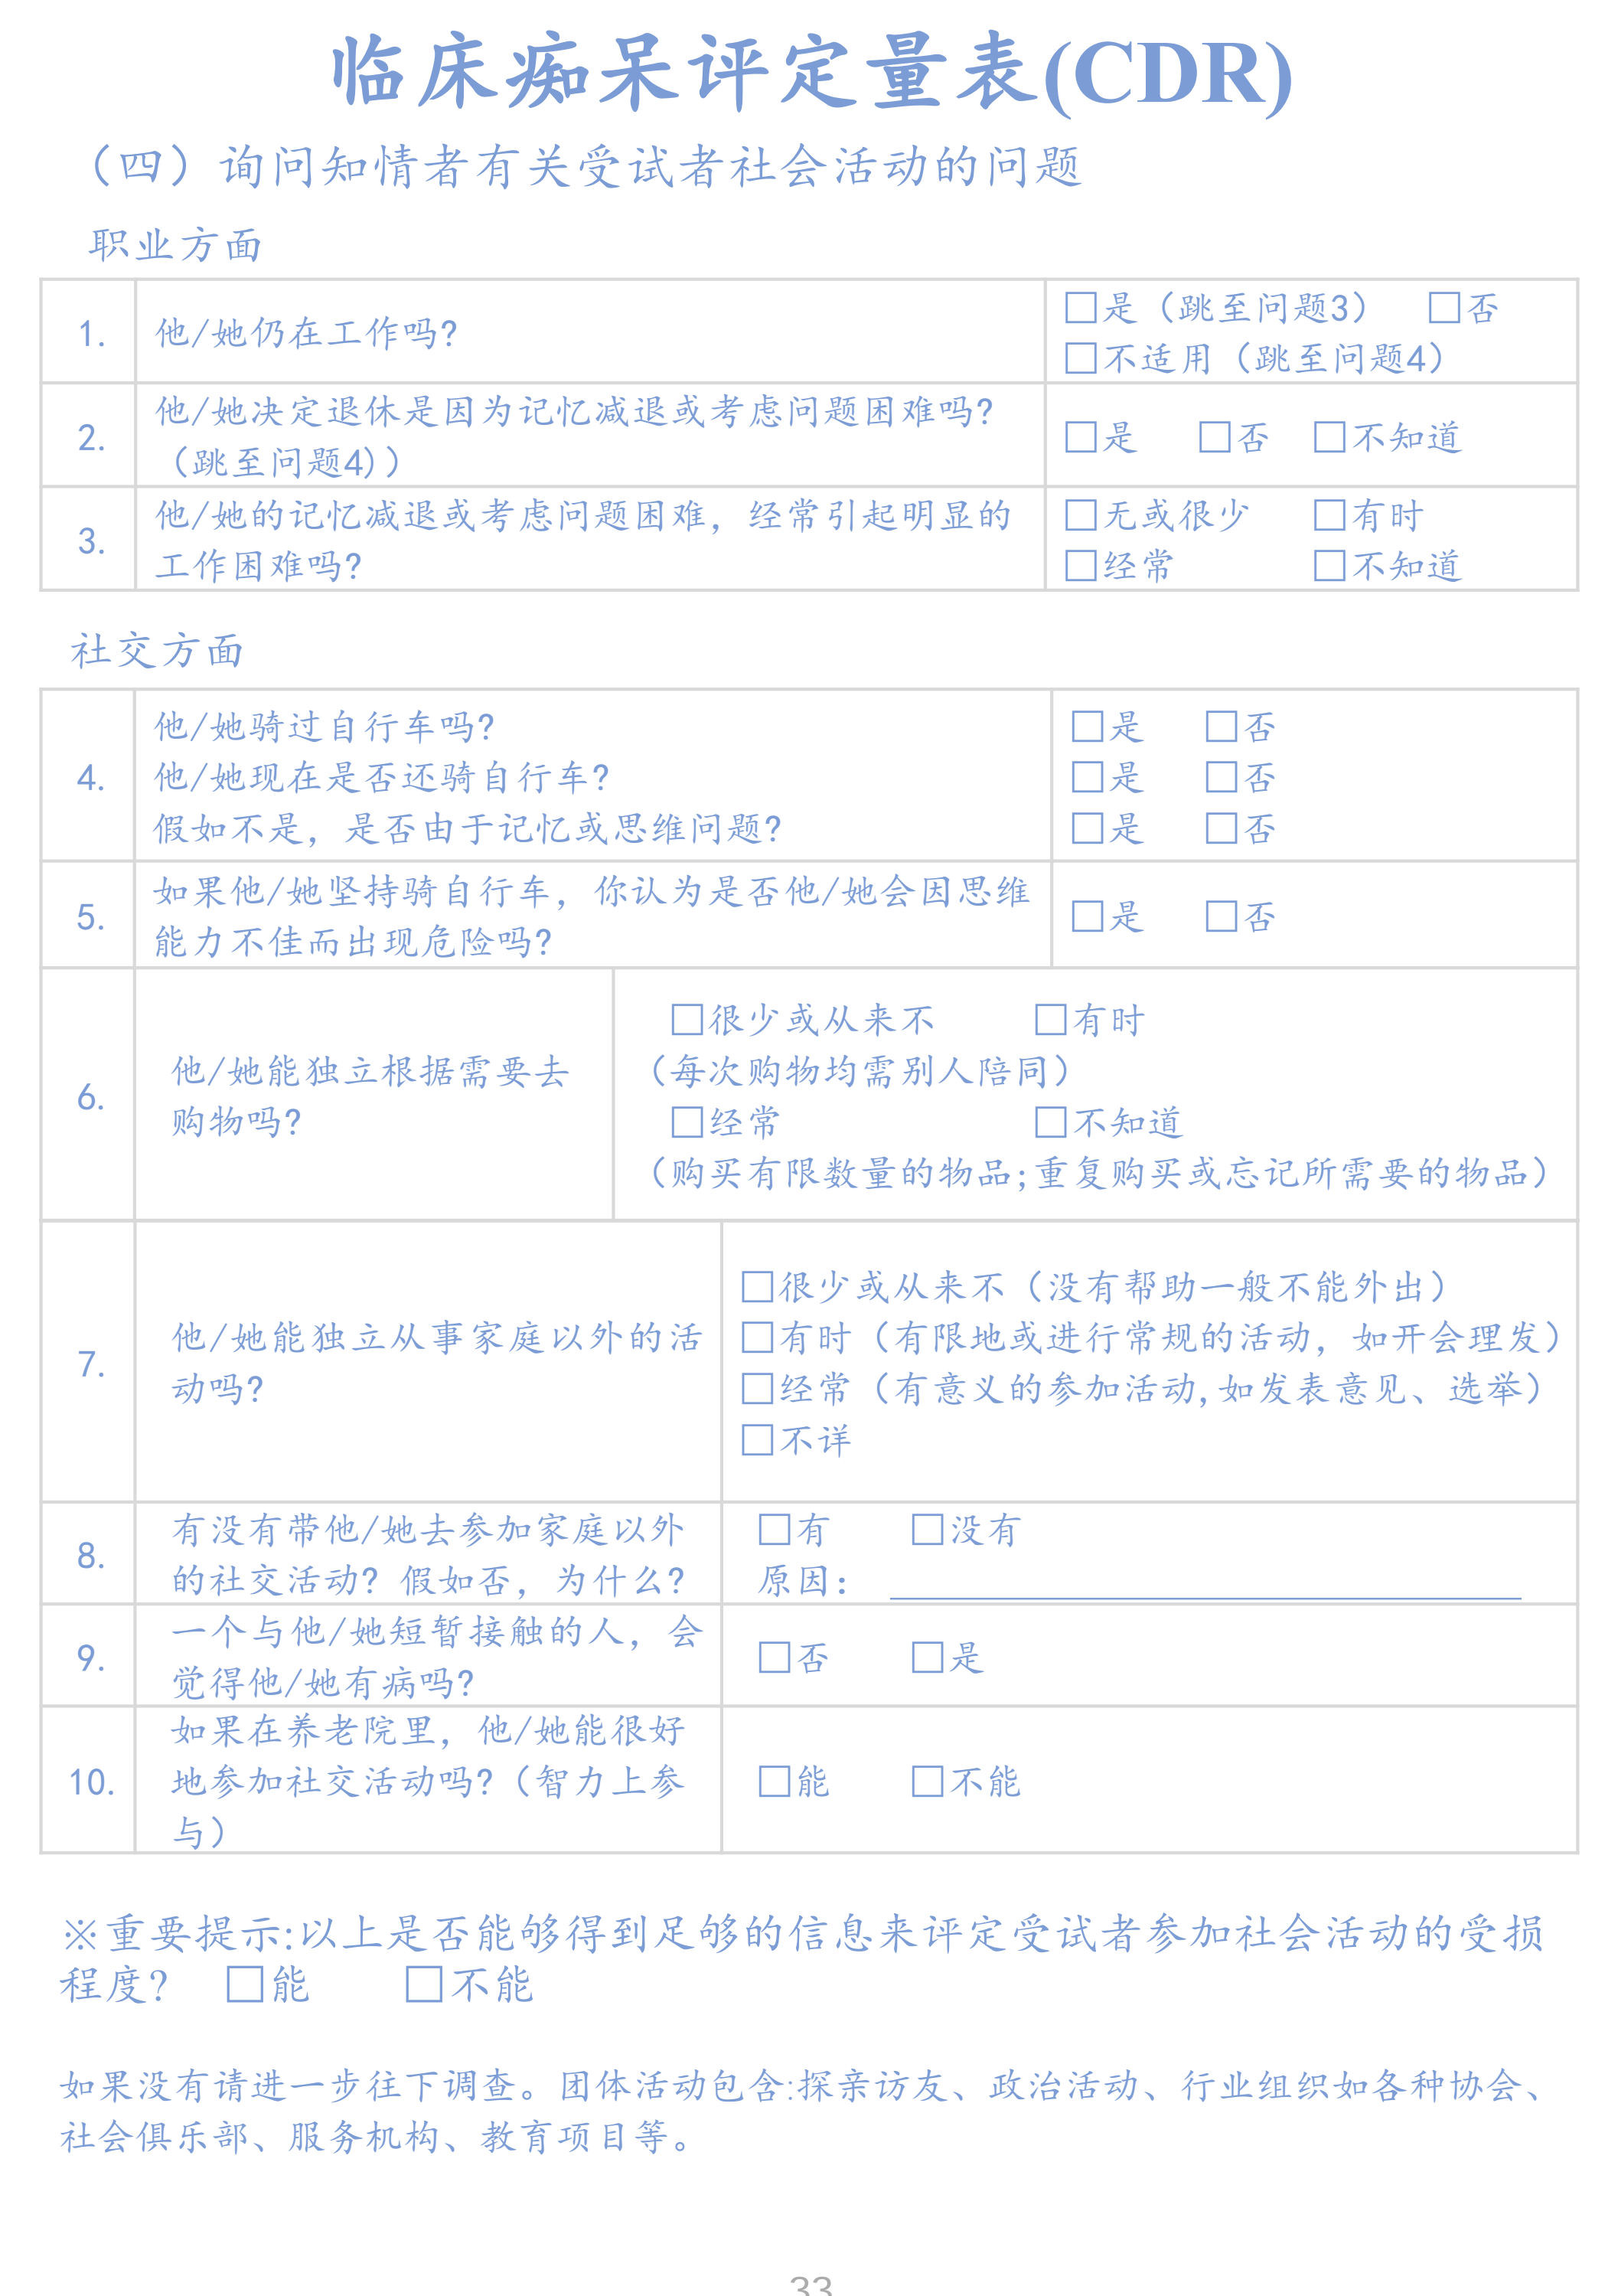 临床痴呆评定量表(CDR)
（四）询问知情者有关受试者社会活动的问题
职业方面
1. 他/她仍在工作吗? □是（跳至问题3） □否
□不适用（跳至问题4）
2. 他/她决定退休是因为记忆减退或考虑问题困难吗?
（跳至问题4)） □是 □否 □不知道
3. 他/她的记忆减退或考虑问题困难，经常引起明显的
工作困难吗? □无或很少 □有时
□经常 □不知道
社交方面
4. 他/她骑过自行车吗? □是 □否
他/她现在是否还骑自行车? □是 □否
假如不是，是否由于记忆或思维问题? □是 □否
5. 如果他/她坚持骑自行车，你认为是否他/她会因思维
能力不佳而出现危险吗? □是 □否
6. 他/她能独立根据需要去
购物吗?
□很少或从来不 □有时
（每次购物均需别人陪同）
□经常 □不知道
（购买有限数量的物品;重复购买或忘记所需要的物品）
7. 他/她能独立从事家庭以外的活
动吗?
□很少或从来不（没有帮助一般不能外出）
□有时（有限地或进行常规的活动，如开会理发）
□经常（有意义的参加活动,如发表意见、选举）
□不详
8. 有没有带他/她去参加家庭以外
的社交活动? 假如否，为什么?
□有 □没有
原因：
9. 一个与他/她短暂接触的人，会
觉得他/她有病吗?
□否 □是
10. 如果在养老院里，他/她能很好
地参加社交活动吗?（智力上参
与）
□能 □不能
※重要提示:以上是否能够得到足够的信息来评定受试者参加社会活动的受损
程度? □能 □不能
如果没有请进一步往下调查。团体活动包含:探亲访友、政治活动、行业组织如各种协会、
社会俱乐部、服务机构、教育项目等。
33